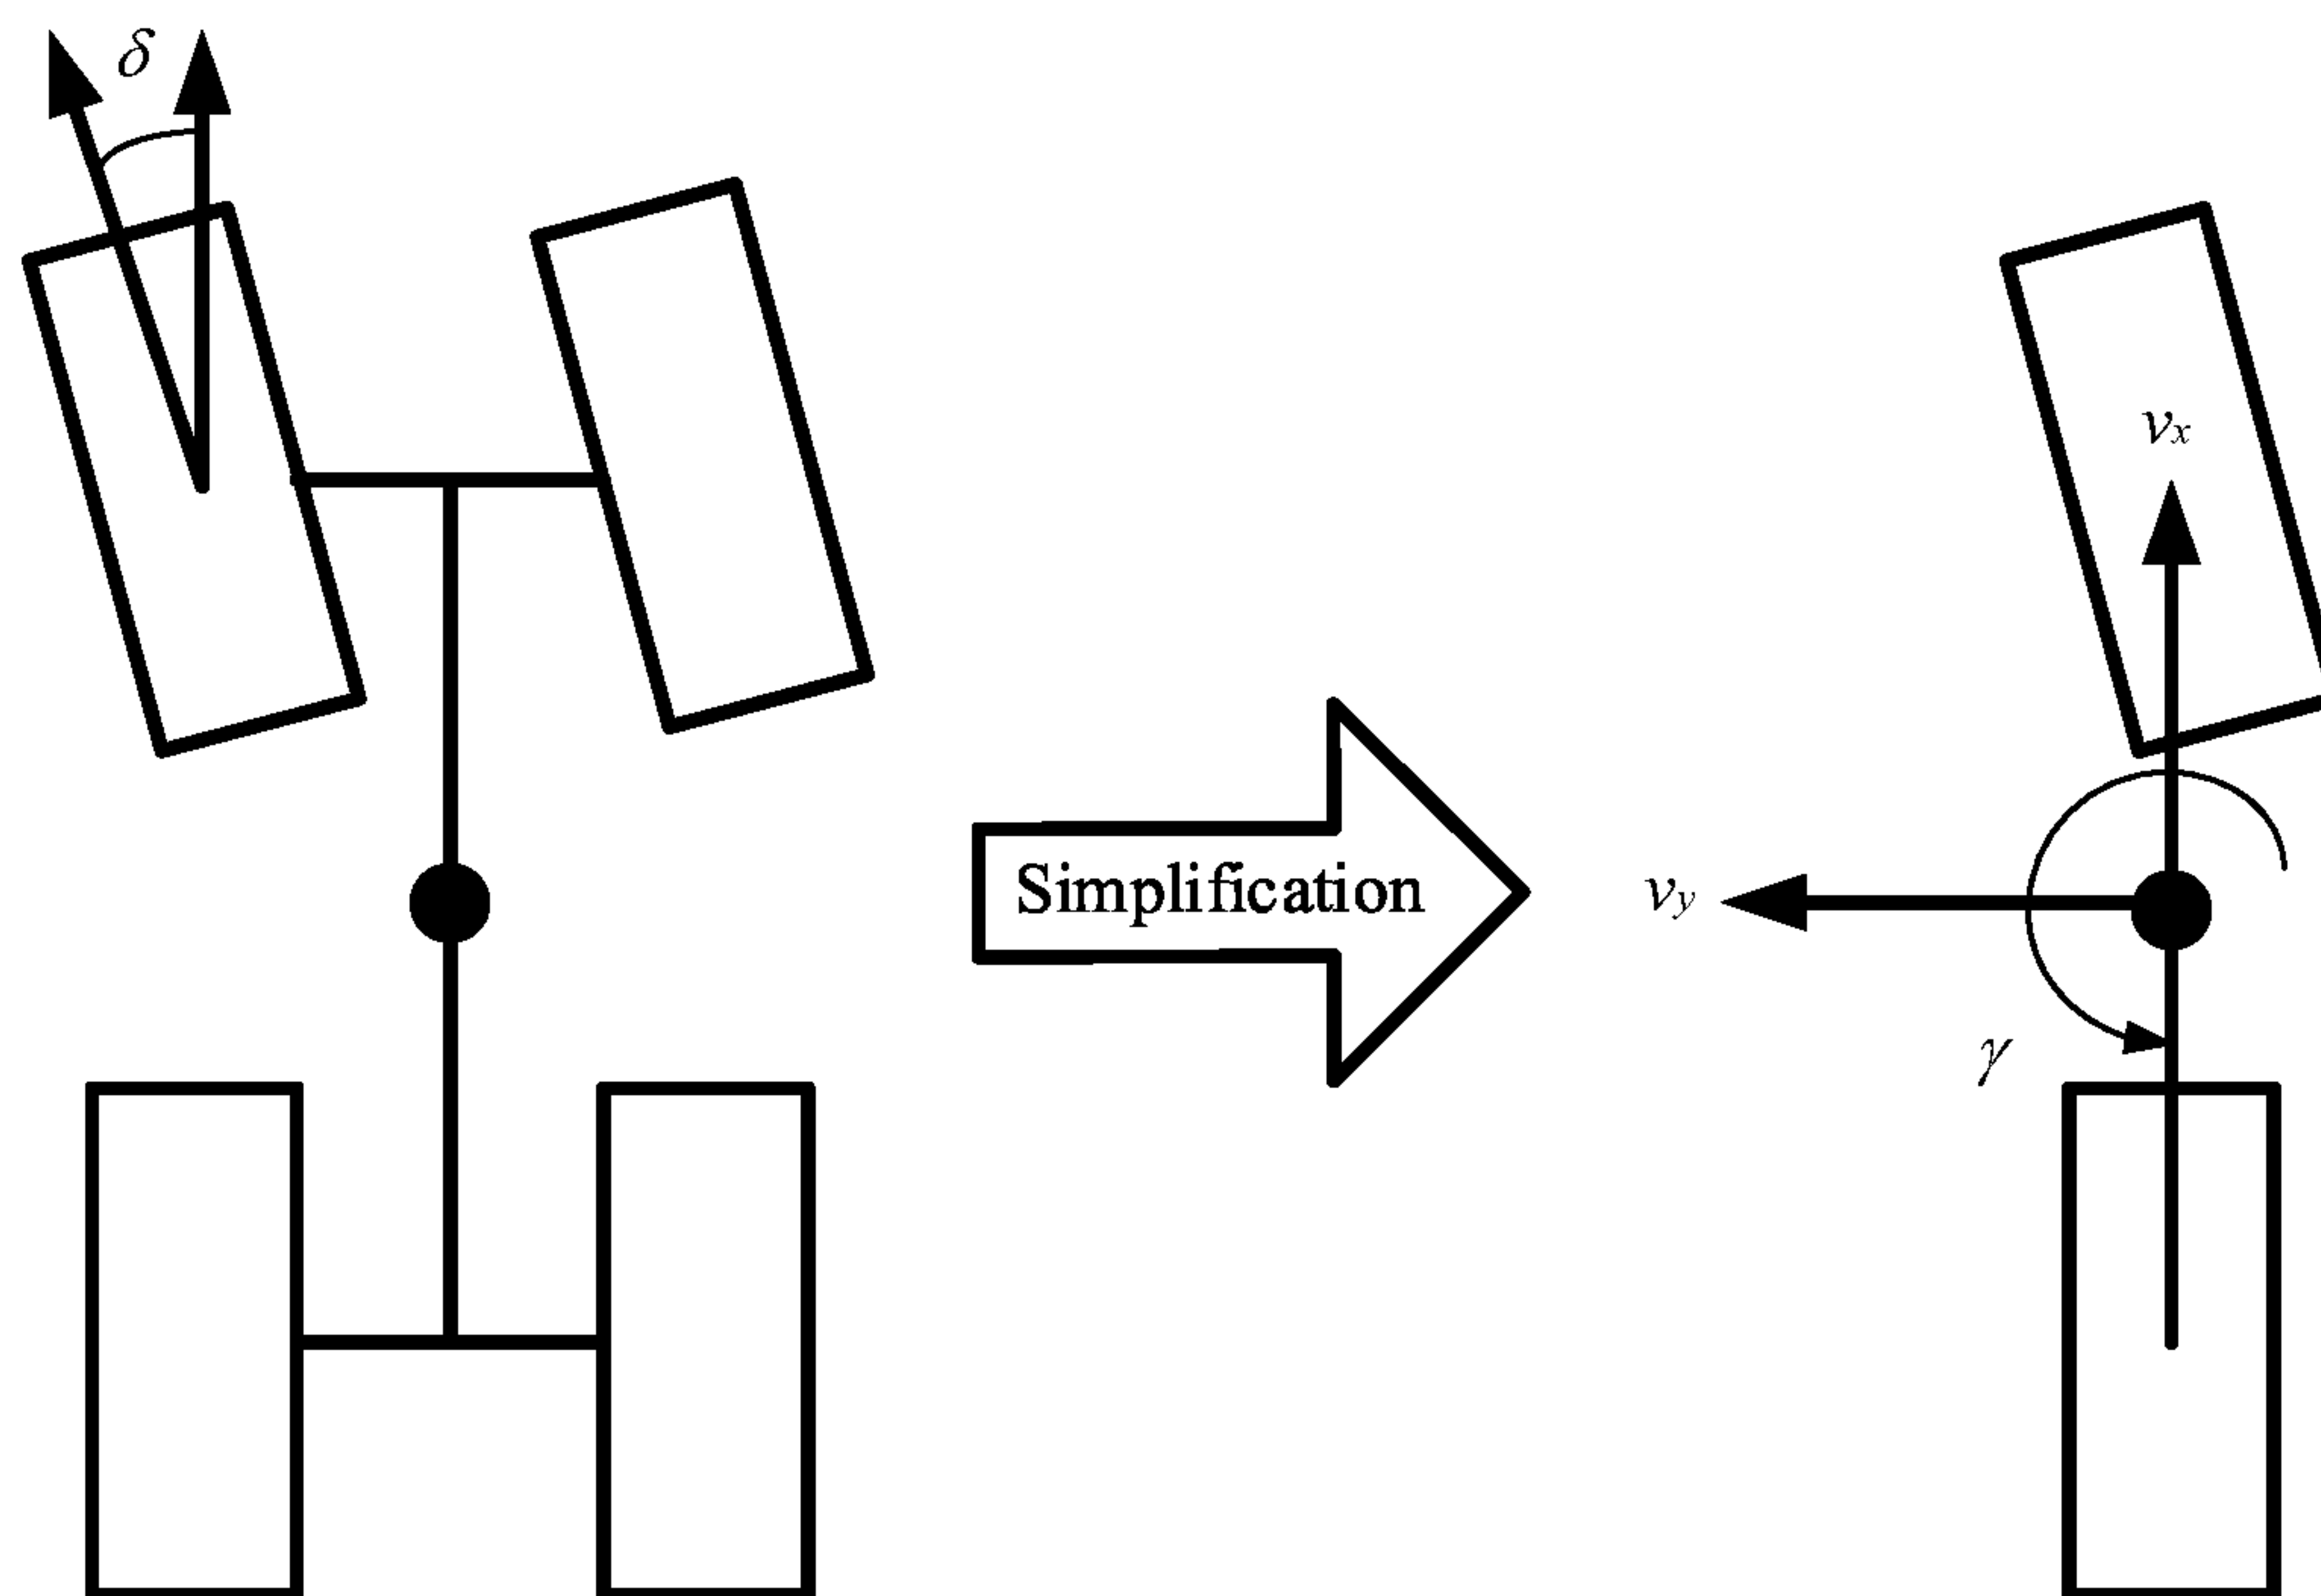 δ
vx
Simplification
vy
γ